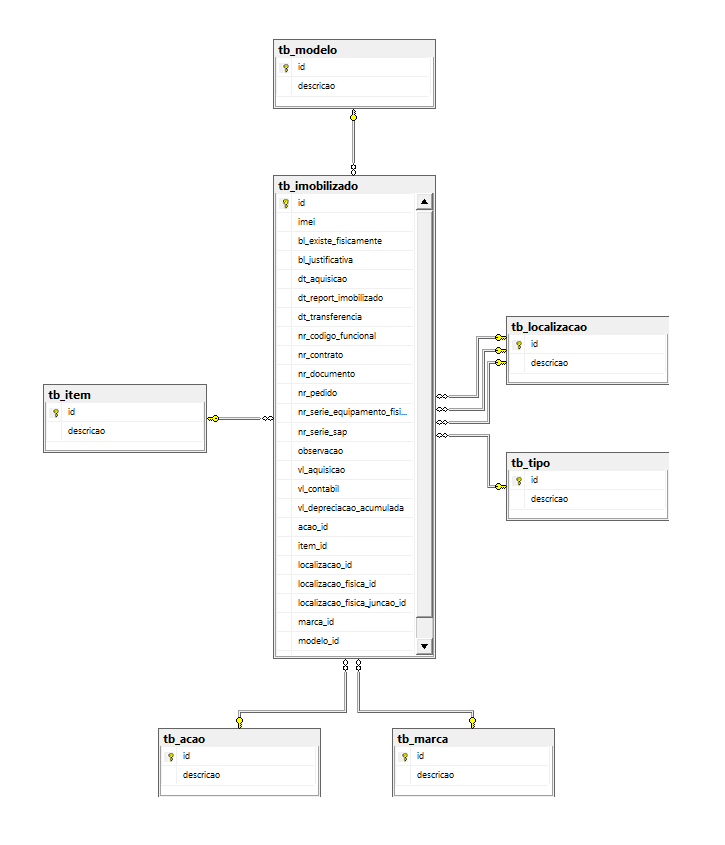 tb_modelo
id
descricao
tb_imobilizado
id
imei
bl_existe_fisicamente
bl_justificativa
dt_aquisicao
dt_report_imobilizado
dt_transferencia
nr_codigo_funcional
nr_contrato
nr_documento
nr_pedido
nr_serie_equipamento_fisi...
nr_serie_sap
observacao
vl_aquisicao
vl_contabil
vl_depreciacao_acumulada
acao_id
item_id
localizacao_id
localizacao_fisica_id
localizacao_fisica_juncao_id
marca_id
modelo_id
tb_localizacao
id
descricao
tb_item
id
descricao
tb_tipo
id
descricao
tb_acao
id
descricao
tb_marca
id
descricao